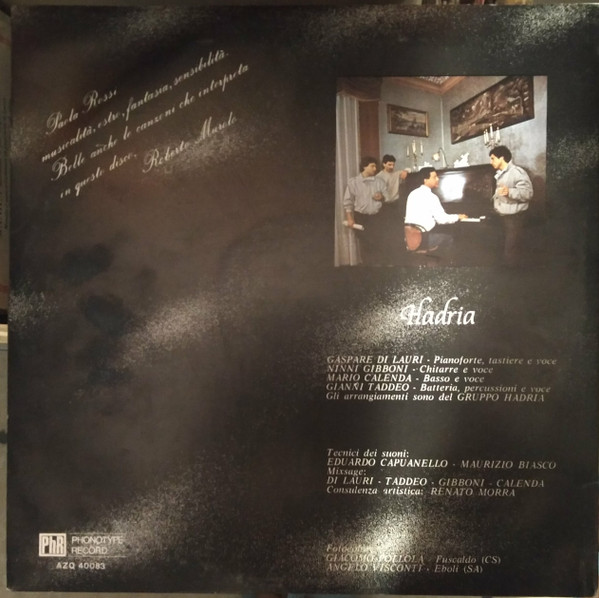 Paola Rossi
musicalità, estro, fantasia, sensibilità.
Belle anche le canzoni che interpreta
in questo disco. Roberto Murolo
Hadria
GASPARE DI LAURI - Pianoforte, tastiere e voce
NINNI GIBBONI - Chitarre e voce
MARIO CALENDA - Basso e voce
GIANNI TADDEO - Batteria, percussioni e voce
Gli arrangiamenti sono del GRUPPO HADRIA
Tecnici dei suoni:
EDUARDO CAPUANELLO - MAURIZIO BIASCO
Mixsage:
DI LAURI - TADDEO - GIBBONI - CALENDA
Consulenza artistica: RENATO MORRA
GIACOMO - Fuscaldo (CS)
ANGELO VISCONTI - Eboli (SA)
PhR PHONOTYPE
RECORD
AZQ 40083